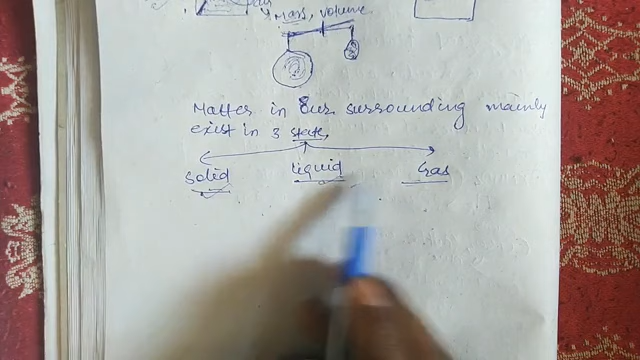 Mass, volume
Matter in our surrounding mainly
exist in 3 state,
Solid liquid Gas